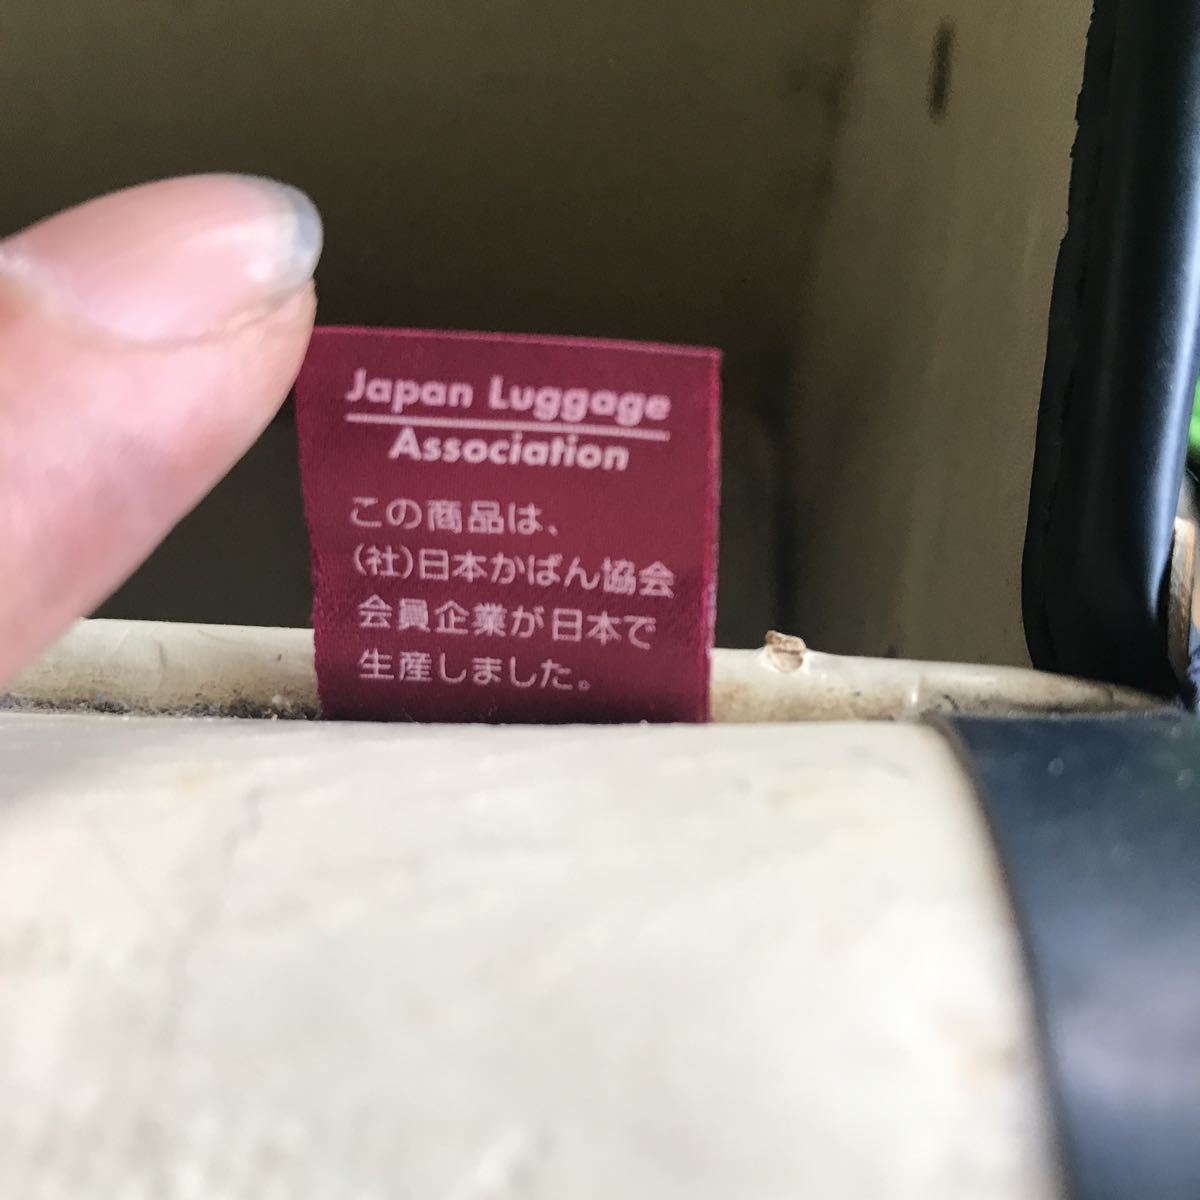 Japan Luggage
Association
この商品は、
(社)日本かばん協会
会員企業が日本で
生産しました。